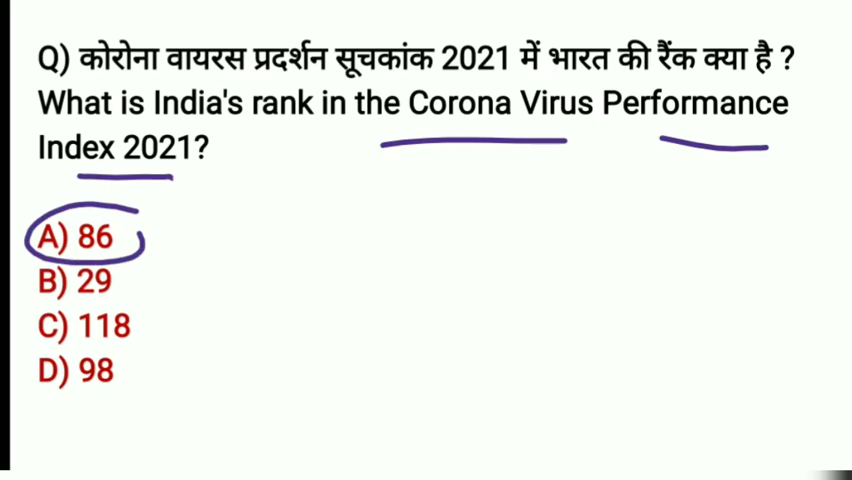 Q) कोरोना वायरस प्रदर्शन सूचकांक 2021 में भारत की रैंक क्या है ?
What is India's rank in the Corona Virus Performance
Index 2021?
A) 86
B) 29
C) 118
D) 98